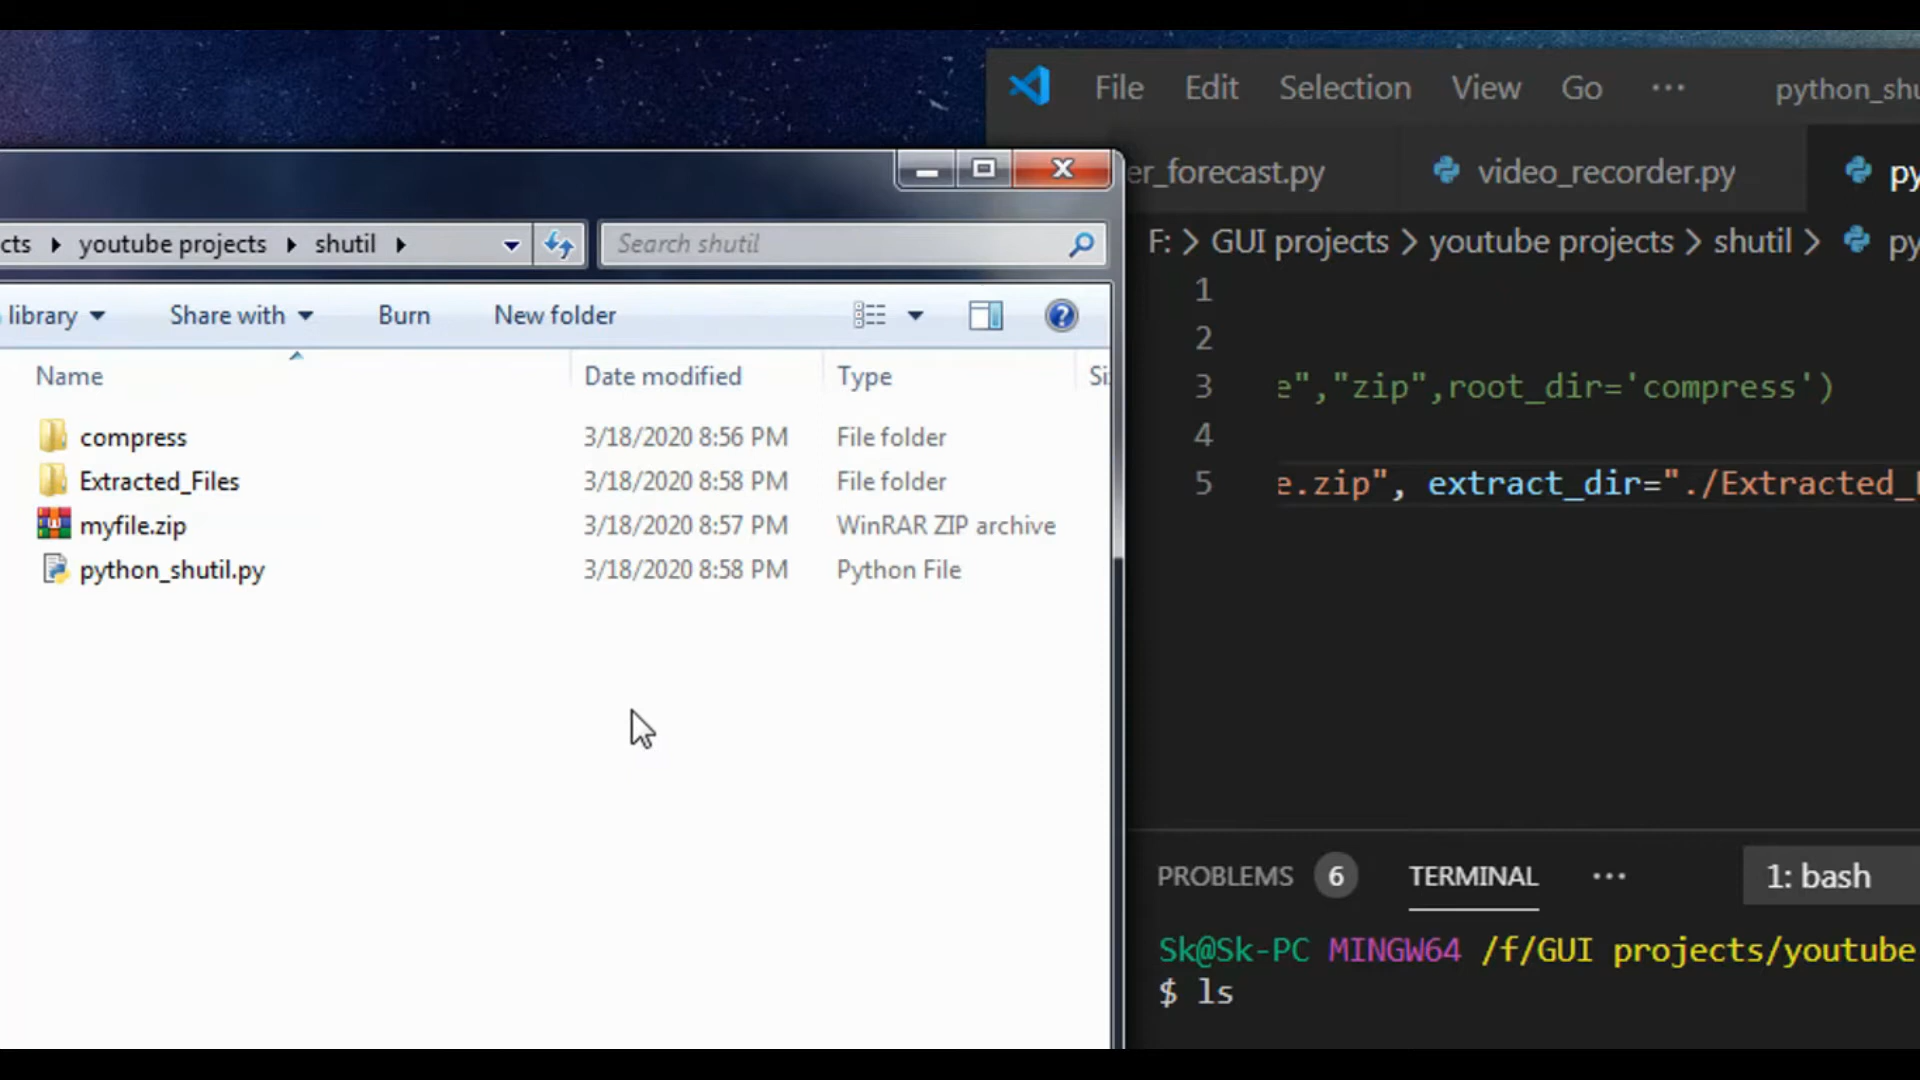 cts ▸ youtube projects ▸ shutil ▸
Search shutil
library Share with Burn New folder
Name Date modified Type Si
compress 3/18/2020 8:56 PM File folder
Extracted_Files 3/18/2020 8:58 PM File folder
myfile.zip 3/18/2020 8:57 PM WinRAR ZIP archive
python_shutil.py 3/18/2020 8:58 PM Python File
File Edit Selection View Go ··· python_shu
er_forecast.py video_recorder.py py
F: > GUI projects > youtube projects > shutil > py
1
2
3 e","zip",root_dir='compress')
4
5 e.zip", extract_dir="./Extracted_
PROBLEMS 6 TERMINAL ··· 1: bash
Sk@Sk-PC MINGW64 /f/GUI projects/youtube
$ ls